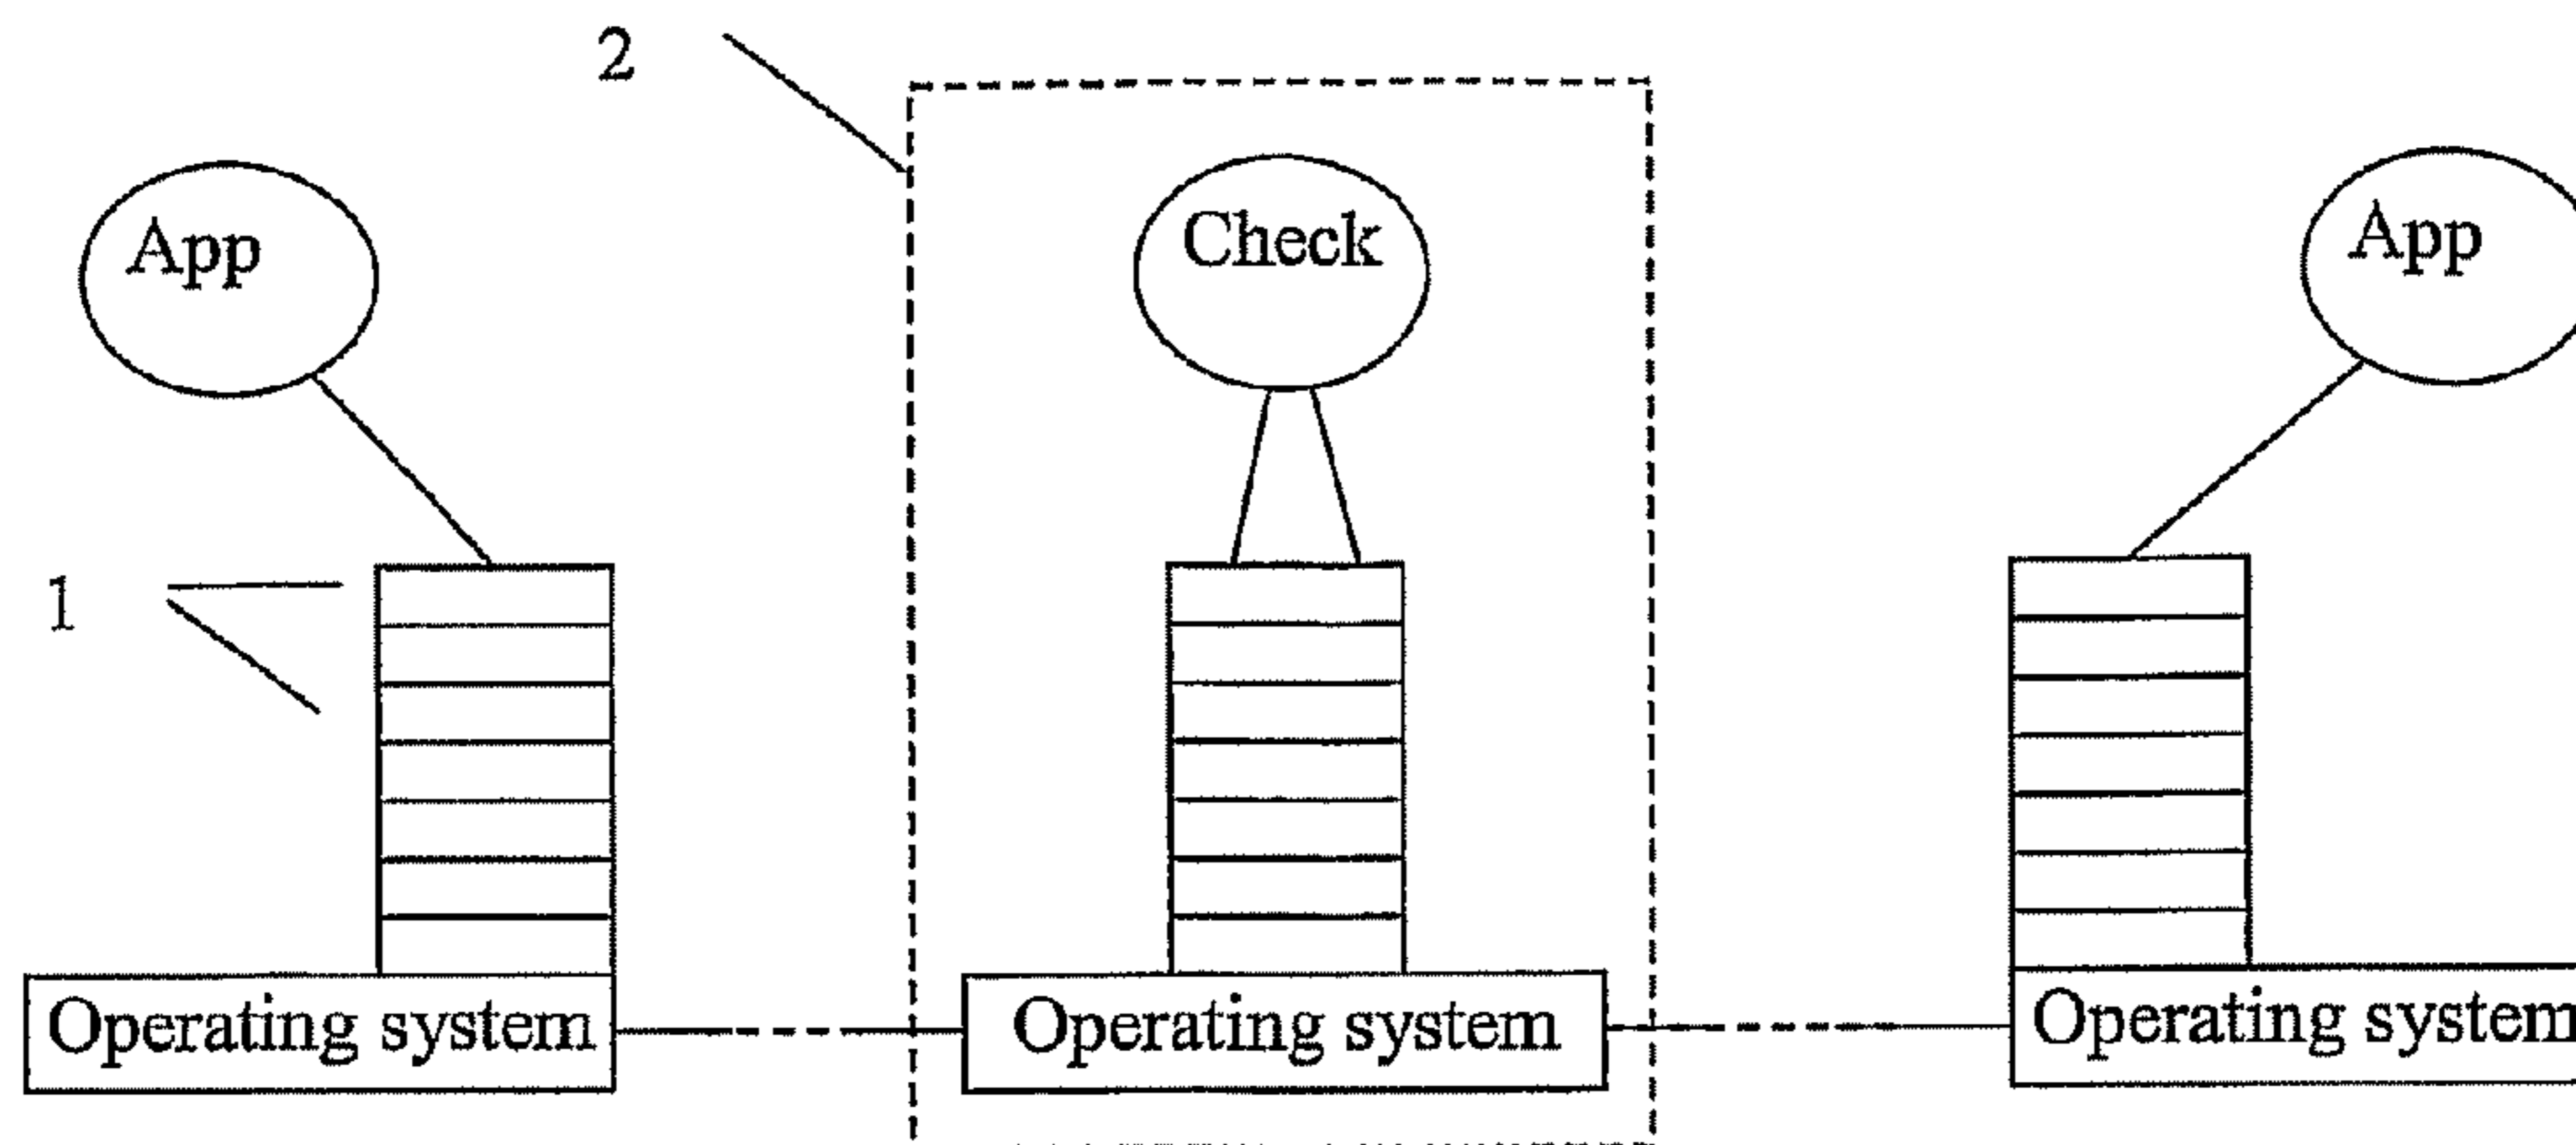 2
App
Check
App
1
Operating system
Operating system
Operating system